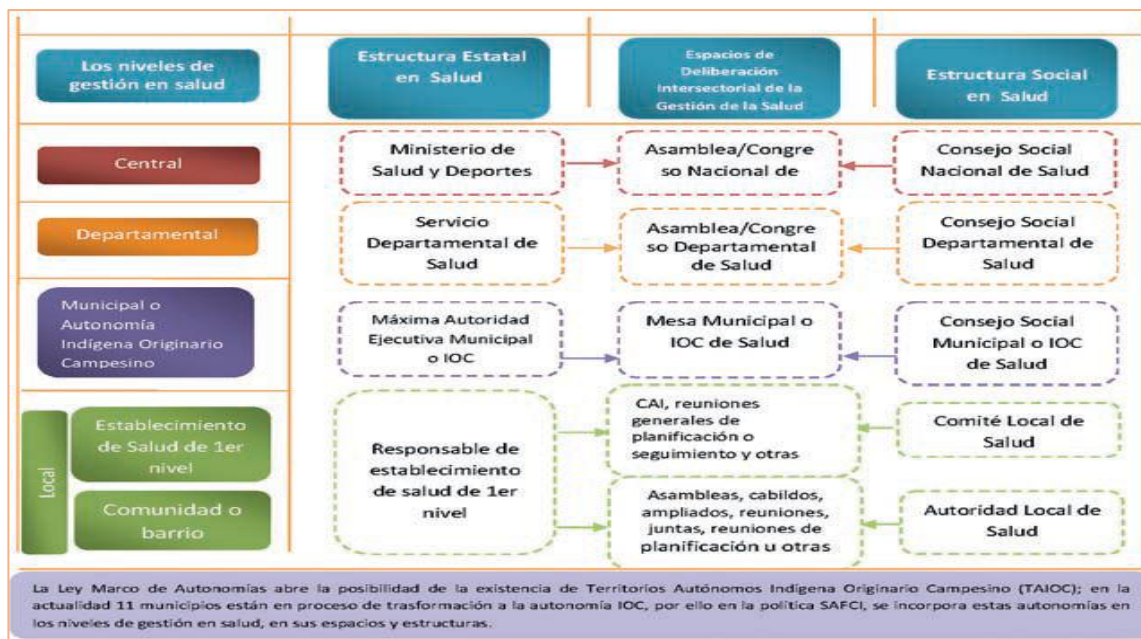 Los niveles de
gestión en salud
Estructura Estatal
en Salud
Espacios de
Deliberación
Intersectorial de la
Gestión de la Salud
Estructura Social
en Salud
Central
Ministerio de
Salud y Deportes
Asamblea/Congre
so Nacional de
Consejo Social
Nacional de Salud
Departamental
Servicio
Departamental de
Salud
Asamblea/Congre
so Departamental
de Salud
Consejo Social
Departamental de
Salud
Municipal o
Autonomía
Indígena Originario
Campesino
Máxima Autoridad
Ejecutiva Municipal
o IOC
Mesa Municipal o
IOC de Salud
Consejo Social
Municipal o IOC
de Salud
Local
Establecimiento
de Salud de 1er
nivel
Comunidad o
barrio
Responsable de
establecimiento
de salud de 1er
nivel
CAI, reuniones
generales de
planificación o
seguimiento y otras
Comité Local de
Salud
Asambleas, cabildos,
ampliados, reuniones,
juntas, reuniones de
planificación u otras
Autoridad Local de
Salud
La Ley Marco de Autonomías abre la posibilidad de la existencia de Territorios Autónomos Indígena Originario Campesino (TAIOC); en la
actualidad 11 municipios están en proceso de trasformación a la autonomía IOC, por ello en la política SAFCI, se incorpora estas autonomías en
los niveles de gestión en salud, en sus espacios y estructuras.